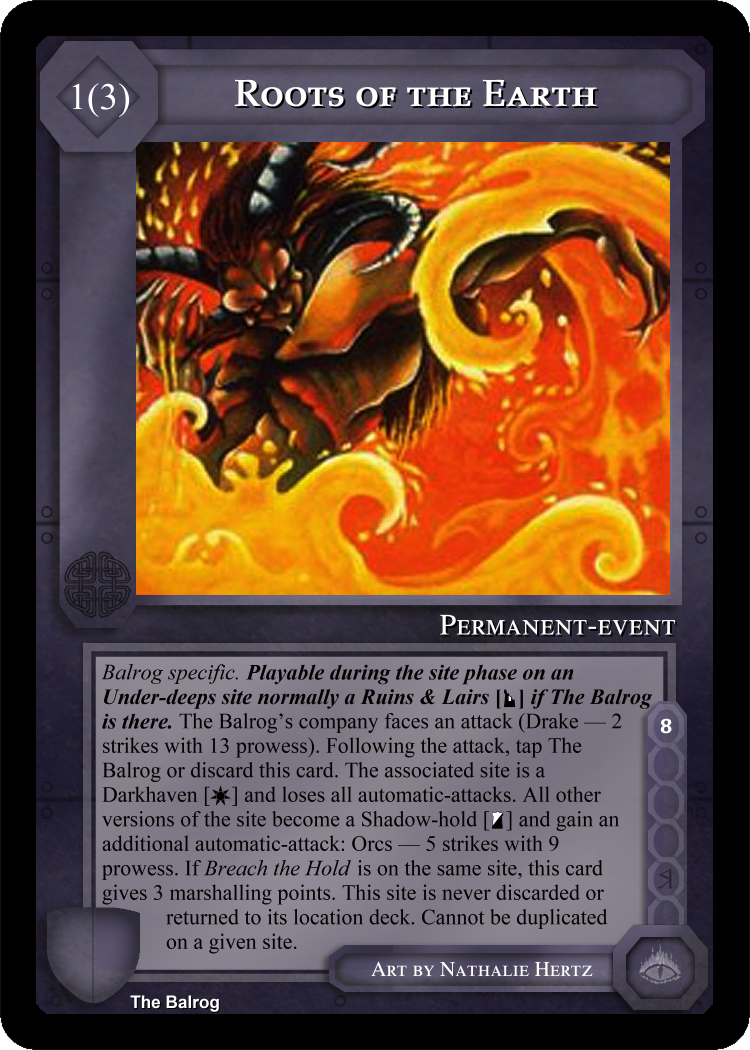 1(3)
Roots of the Earth
Permanent-event
Balrog specific. Playable during the site phase on an
Under-deeps site normally a Ruins & Lairs [] if The Balrog
is there. The Balrog's company faces an attack (Drake — 2
strikes with 13 prowess). Following the attack, tap The
Balrog or discard this card. The associated site is a
Darkhaven [] and loses all automatic-attacks. All other
versions of the site become a Shadow-hold [] and gain an
additional automatic-attack: Orcs — 5 strikes with 9
prowess. If Breach the Hold is on the same site, this card
gives 3 marshalling points. This site is never discarded or
returned to its location deck. Cannot be duplicated
on a given site.
8
Art by Nathalie Hertz
The Balrog